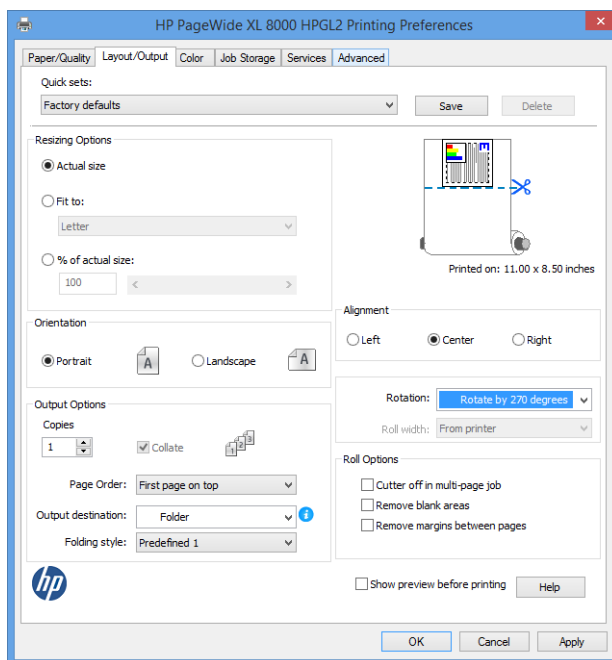 HP PageWide XL 8000 HPGL2 Printing Preferences
Paper/Quality Layout/Output Color Job Storage Services Advanced
Quick sets:
Factory defaults Save Delete
Resizing Options
Actual size
Fit to:
Letter
% of actual size:
100
E
Printed on: 11.00 x 8.50 inches
Orientation
Portrait A Landscape A
Alignment
Left Center Right
Output Options
Copies
1 Collate 1 2 3
Page Order: First page on top
Output destination: Folder i
Folding style: Predefined 1
Rotation: Rotate by 270 degrees
Roll width: From printer
Roll Options
Cutter off in multi-page job
Remove blank areas
Remove margins between pages
hp
Show preview before printing Help
OK Cancel Apply